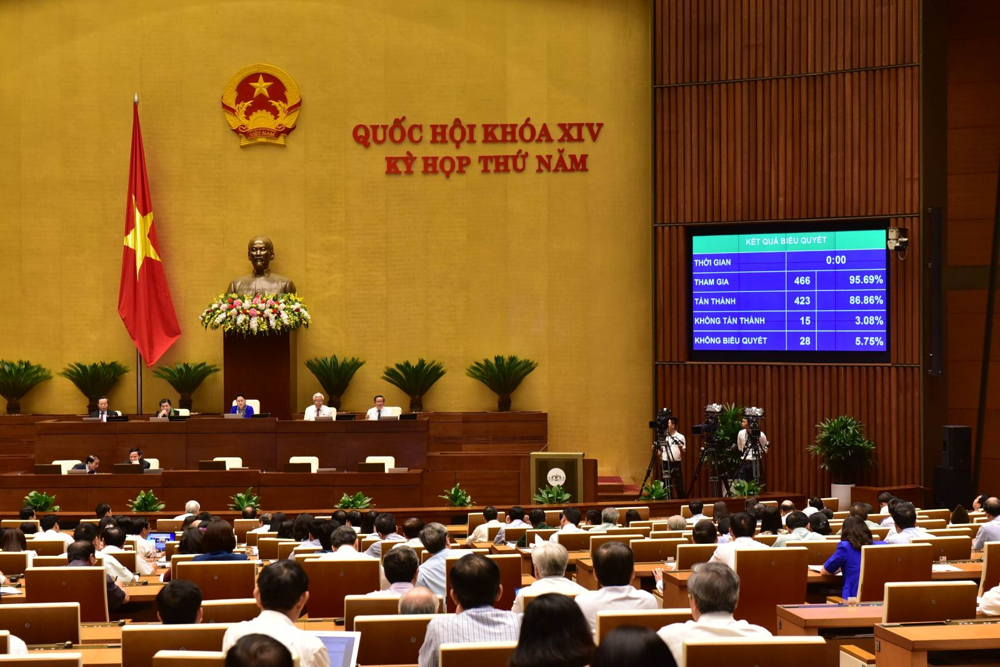 VIỆT NAM
QUỐC HỘI KHÓA XIV
KỲ HỌP THỨ NĂM
KẾT QUẢ BIỂU QUYẾT
THỜI GIAN 0:00
THAM GIA 466 95.69%
TÁN THÀNH 423 86.86%
KHÔNG TÁN THÀNH 15 3.08%
KHÔNG BIỂU QUYẾT 28 5.75%